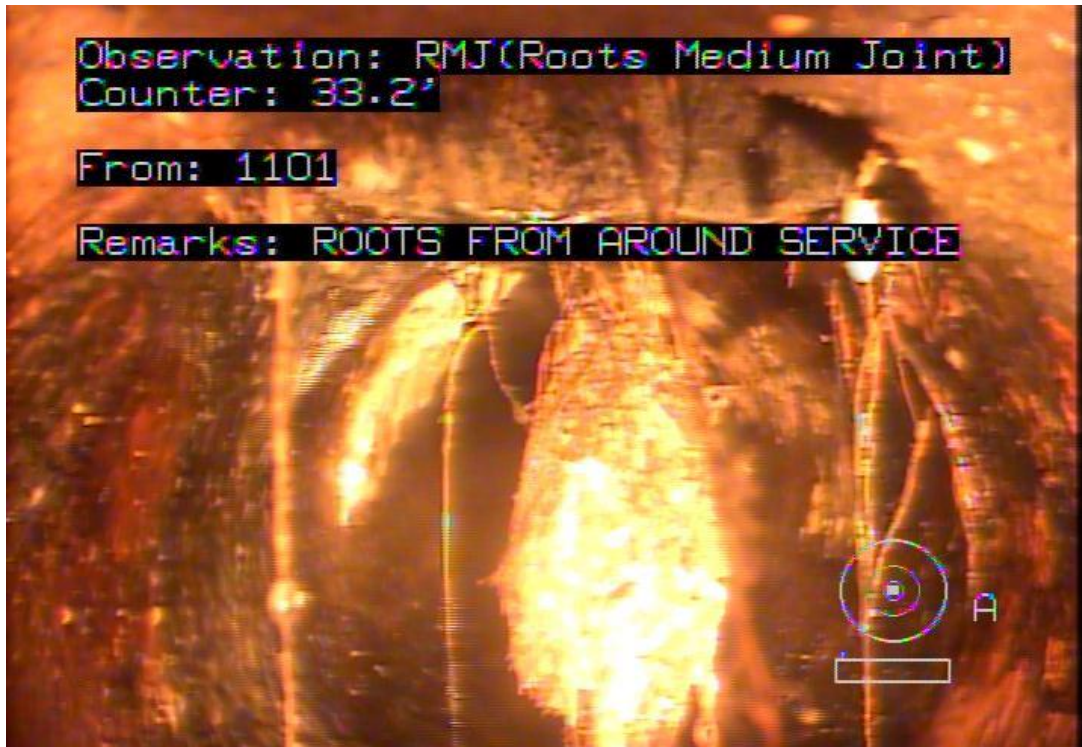 Observation: RMJ(Roots Medium Joint)
Counter: 33.2'
From: 1101
Remarks: ROOTS FROM AROUND SERVICE
A